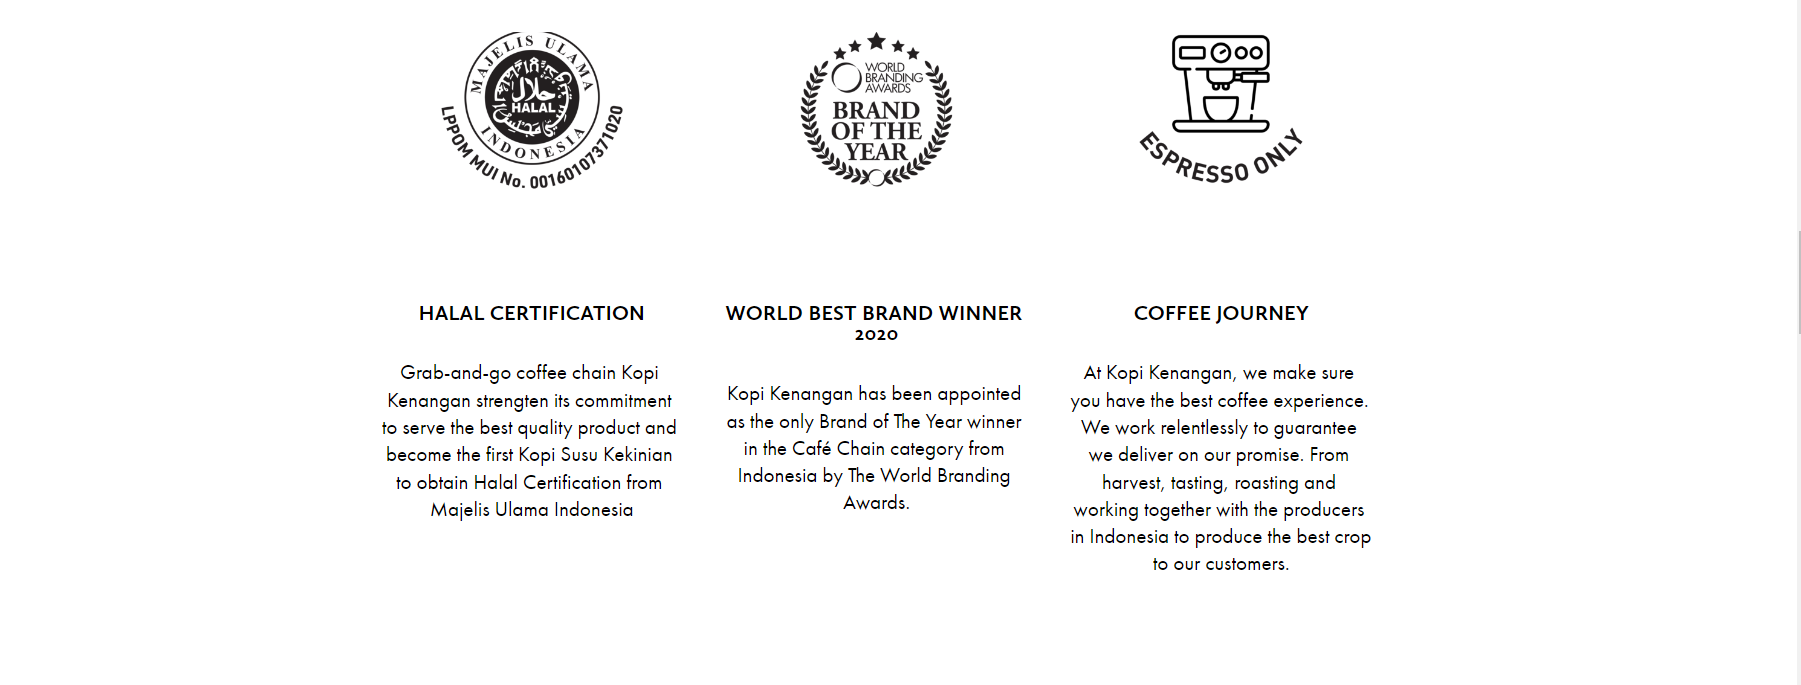 MAJELIS ULAMA
حلال
HALAL
INDONESIA
LPPOM MUI No. 00160107371020
WORLD
BRANDING
AWARDS
BRAND
OF THE
YEAR
ESPRESSO ONLY
HALAL CERTIFICATION
Grab-and-go coffee chain Kopi
Kenangan strengten its commitment
to serve the best quality product and
become the first Kopi Susu Kekinian
to obtain Halal Certification from
Majelis Ulama Indonesia
WORLD BEST BRAND WINNER
2020
Kopi Kenangan has been appointed
as the only Brand of The Year winner
in the Café Chain category from
Indonesia by The World Branding
Awards.
COFFEE JOURNEY
At Kopi Kenangan, we make sure
you have the best coffee experience.
We work relentlessly to guarantee
we deliver on our promise. From
harvest, tasting, roasting and
working together with the producers
in Indonesia to produce the best crop
to our customers.